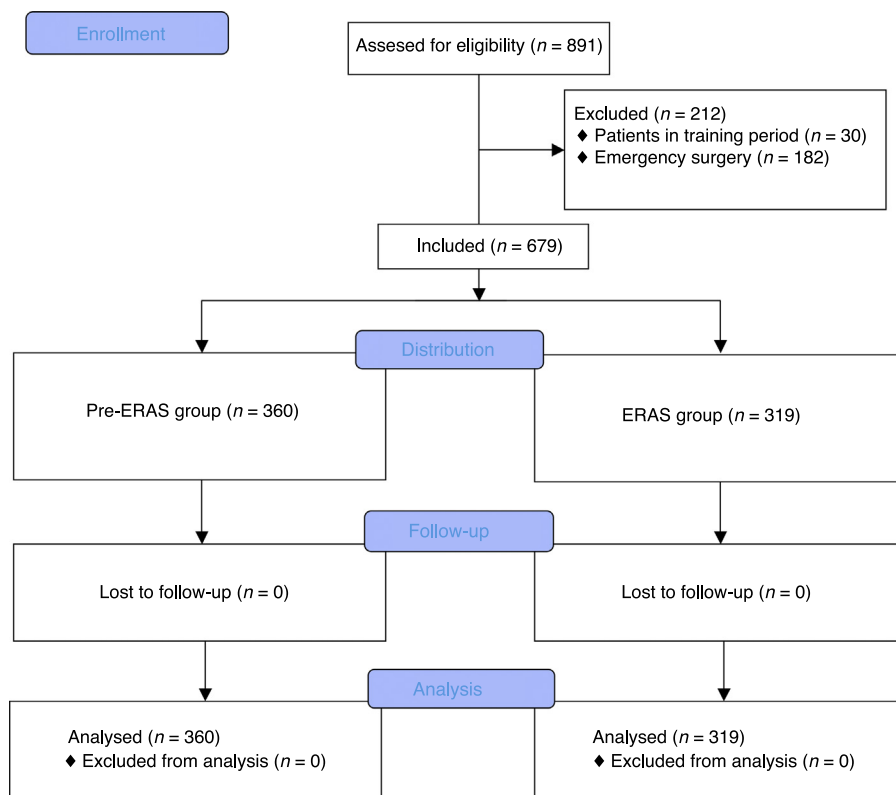 Enrollment
Assesed for eligibility (n = 891)
Excluded (n = 212)
♦ Patients in training period (n = 30)
♦ Emergency surgery (n = 182)
Included (n = 679)
Distribution
Pre-ERAS group (n = 360)
ERAS group (n = 319)
Follow-up
Lost to follow-up (n = 0)
Lost to follow-up (n = 0)
Analysis
Analysed (n = 360)
♦ Excluded from analysis (n = 0)
Analysed (n = 319)
♦ Excluded from analysis (n = 0)